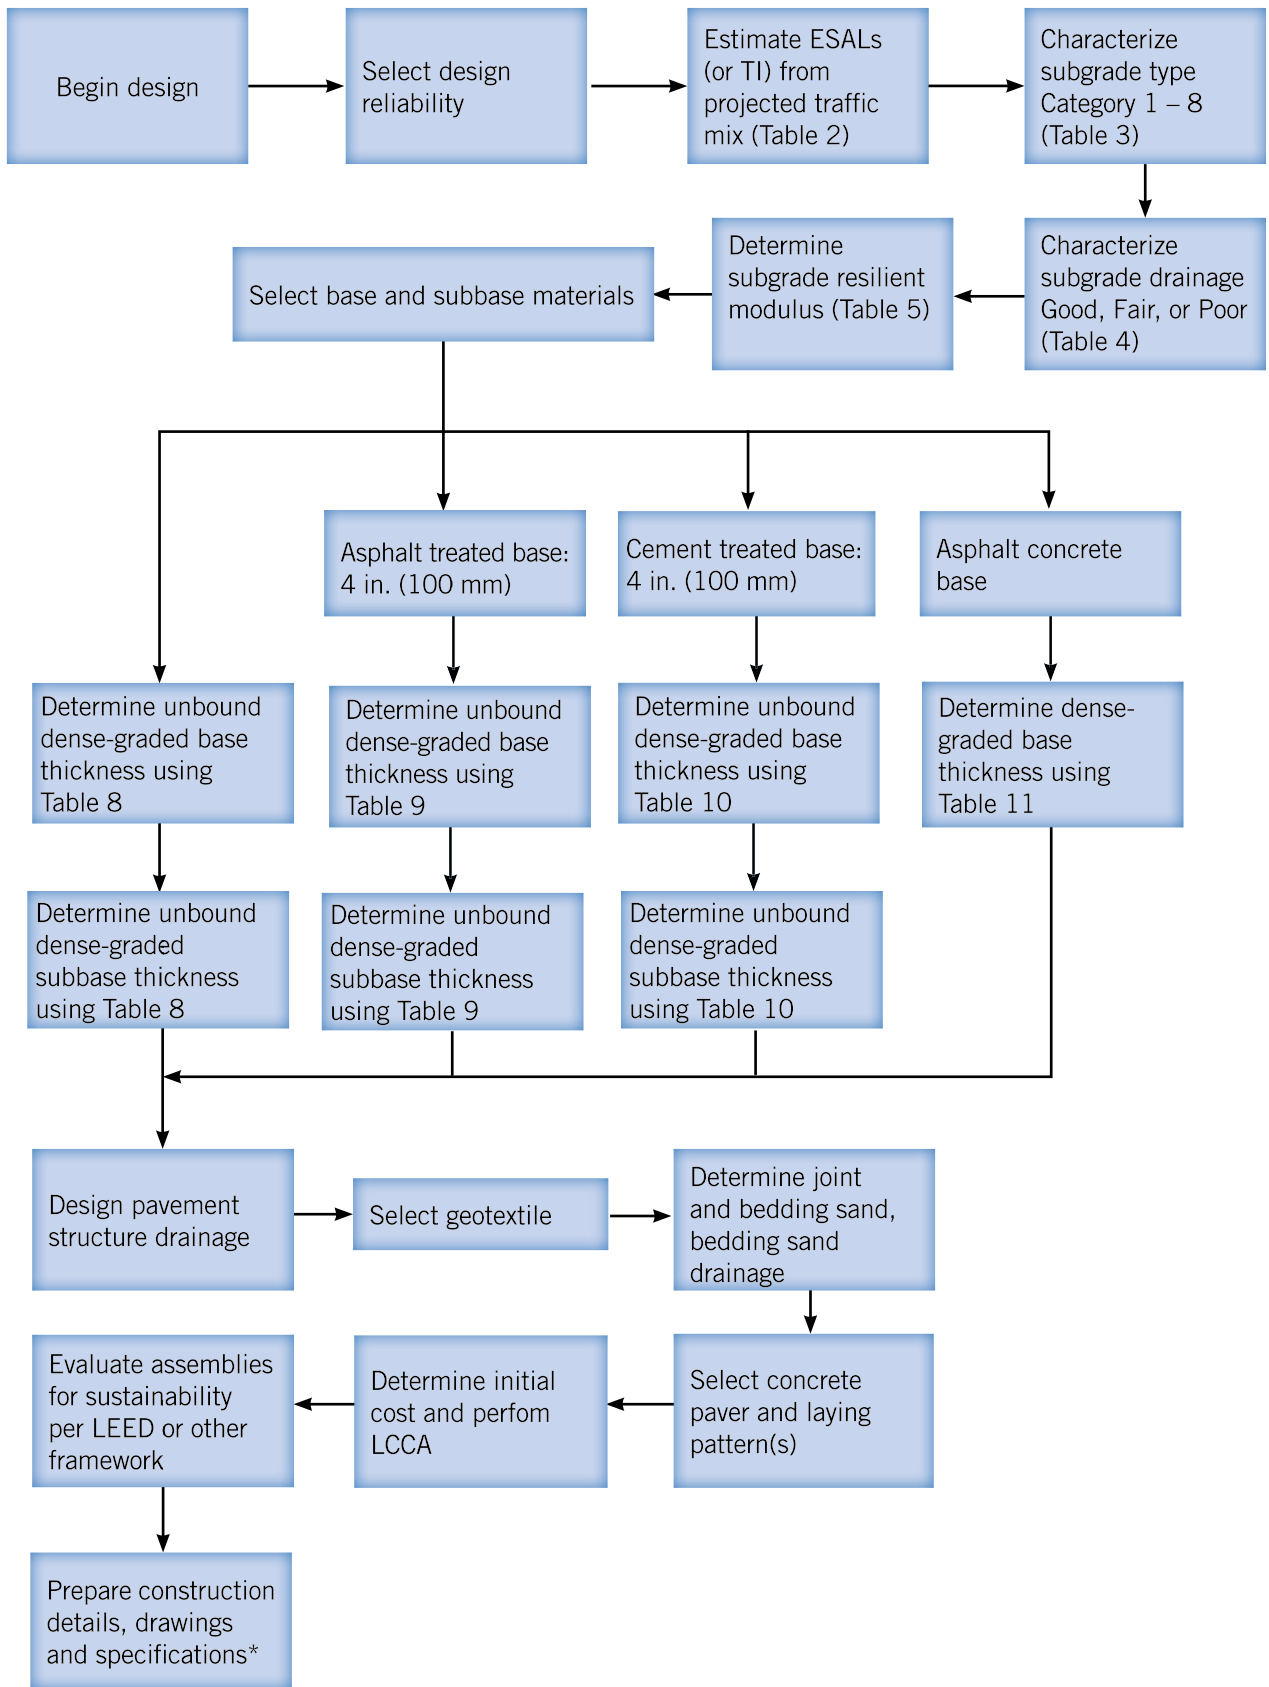 Begin design
Select design
reliability
Estimate ESALs
(or TI) from
projected traffic
mix (Table 2)
Characterize
subgrade type
Category 1 – 8
(Table 3)
Characterize
subgrade drainage
Good, Fair, or Poor
(Table 4)
Determine
subgrade resilient
modulus (Table 5)
Select base and subbase materials
Asphalt treated base:
4 in. (100 mm)
Cement treated base:
4 in. (100 mm)
Asphalt concrete
base
Determine unbound
dense-graded base
thickness using
Table 8
Determine unbound
dense-graded base
thickness using
Table 9
Determine unbound
dense-graded base
thickness using
Table 10
Determine dense-
graded base
thickness using
Table 11
Determine unbound
dense-graded
subbase thickness
using Table 8
Determine unbound
dense-graded
subbase thickness
using Table 9
Determine unbound
dense-graded
subbase thickness
using Table 10
Design pavement
structure drainage
Select geotextile
Determine joint
and bedding sand,
bedding sand
drainage
Select concrete
paver and laying
pattern(s)
Determine initial
cost and perfom
LCCA
Evaluate assemblies
for sustainability
per LEED or other
framework
Prepare construction
details, drawings
and specifications*